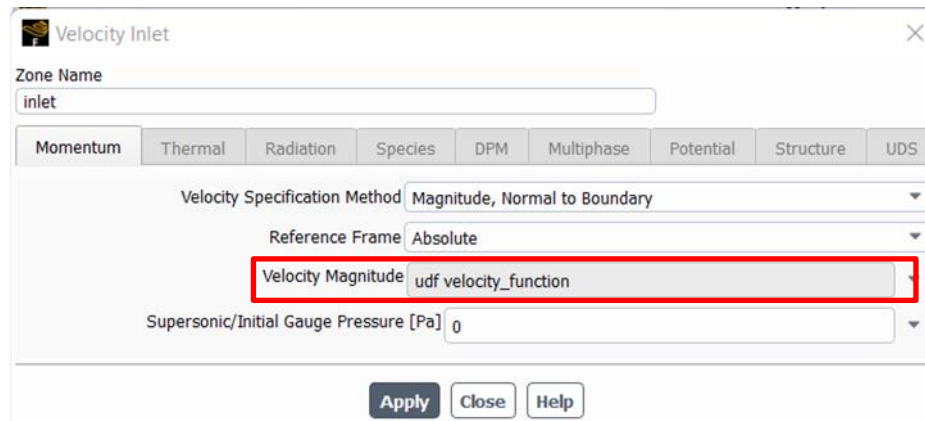 Velocity Inlet
Zone Name
inlet
Momentum Thermal Radiation Species DPM Multiphase Potential Structure UDS
Velocity Specification Method Magnitude, Normal to Boundary
Reference Frame Absolute
Velocity Magnitude udf velocity_function
Supersonic/Initial Gauge Pressure [Pa] 0
Apply Close Help